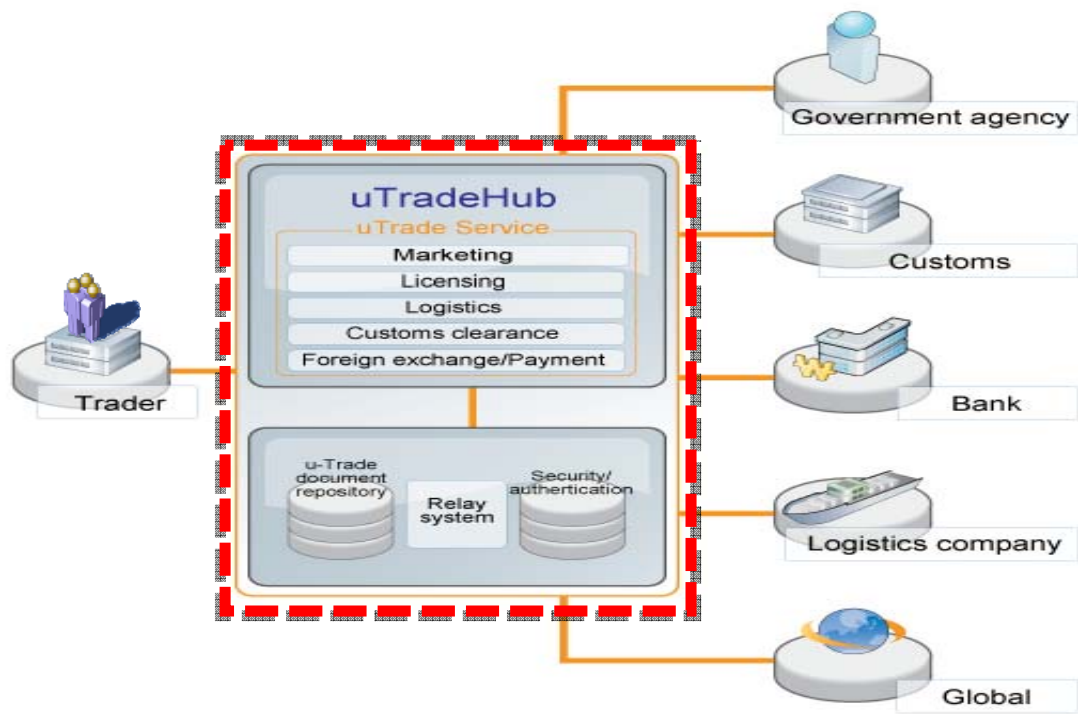 Government agency
uTradeHub
uTrade Service
Marketing
Licensing
Logistics
Customs clearance
Foreign exchange/Payment
Customs
Trader
Bank
u-Trade
document
repository
Relay
system
Security/
authertication
Logistics company
Global